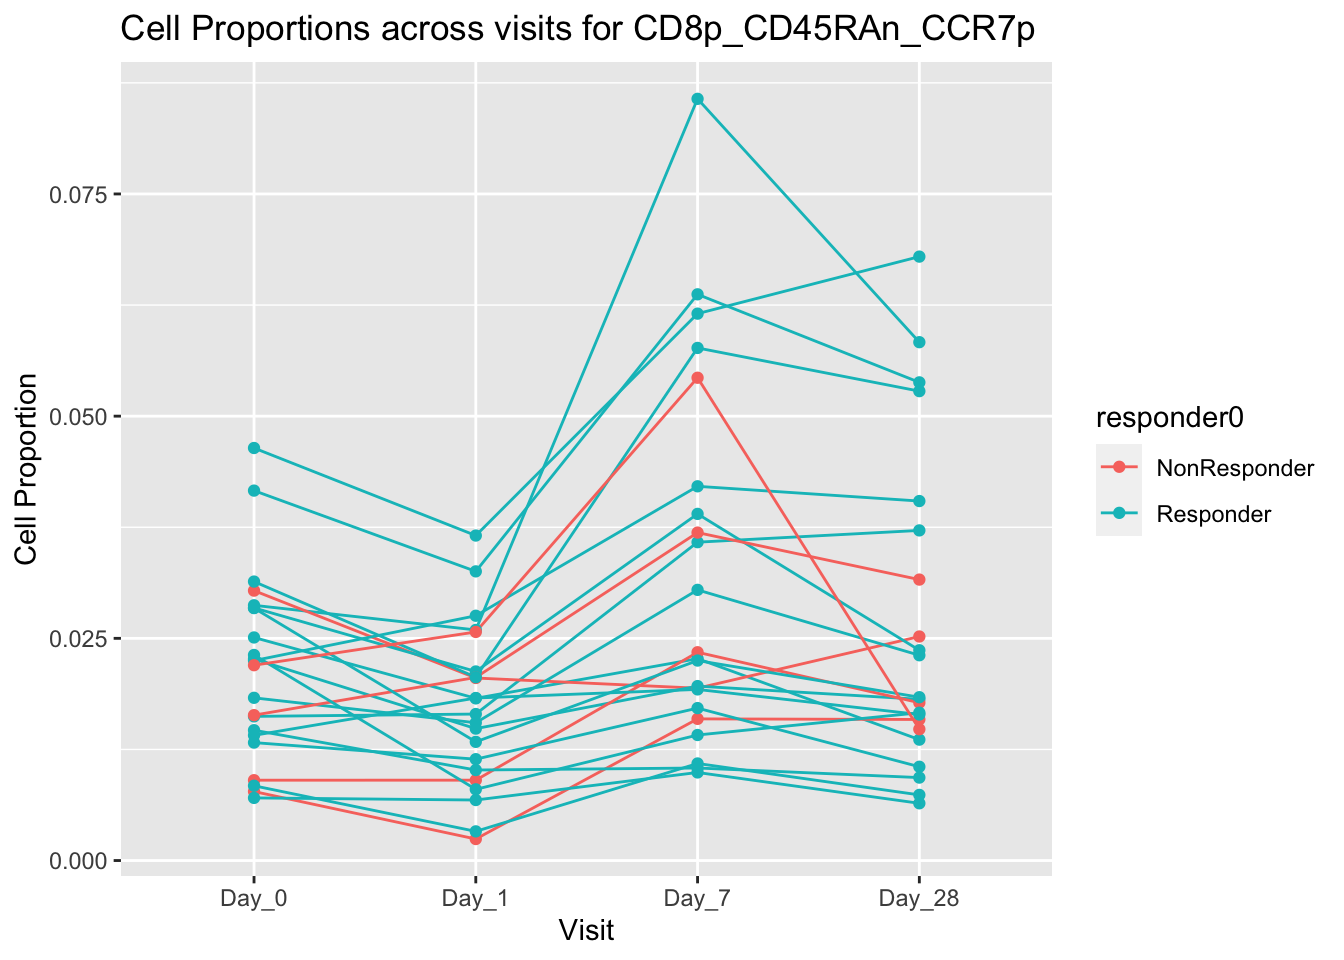 Cell Proportions across visits for CD8p_CD45RAn_CCR7p
Cell Proportion
0.075
0.050
0.025
0.000
Day_0 Day_1 Day_7 Day_28
Visit
responder0
NonResponder
Responder